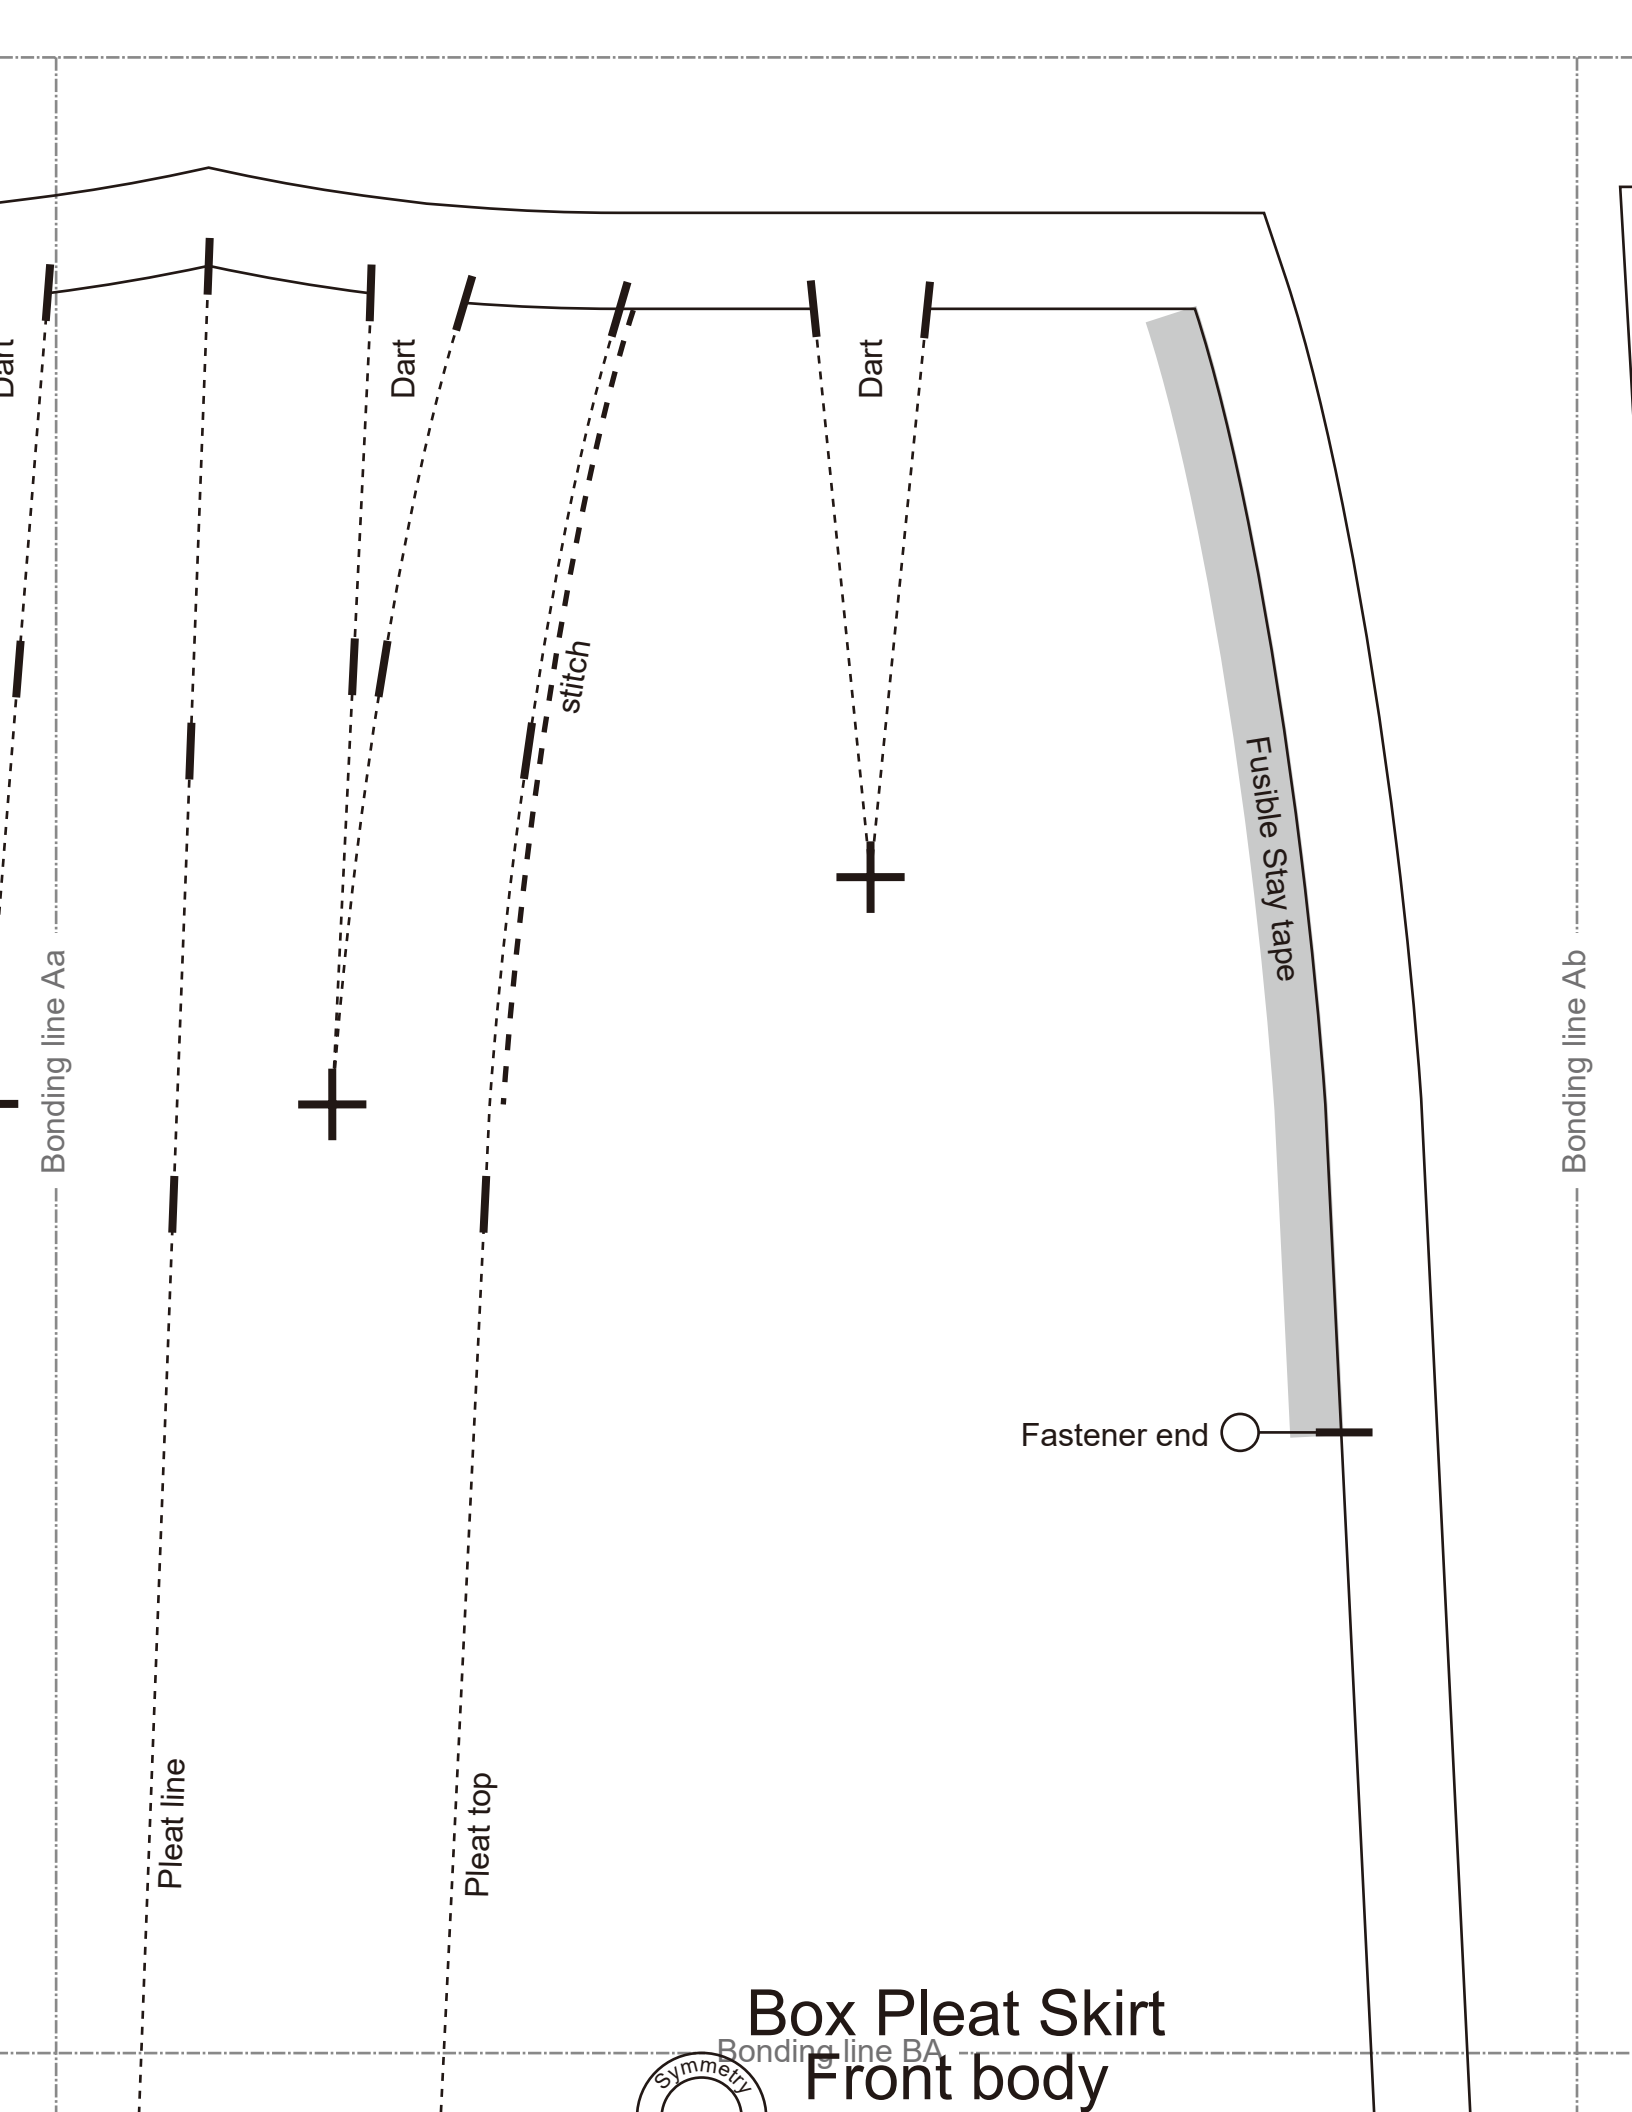 Dart
Dart
Dart
stitch
Fusible Stay tape
Bonding line Aa
Bonding line Ab
Fastener end
Pleat line
Pleat top
Box Pleat Skirt
Bonding line BA
Front body
Symmetry